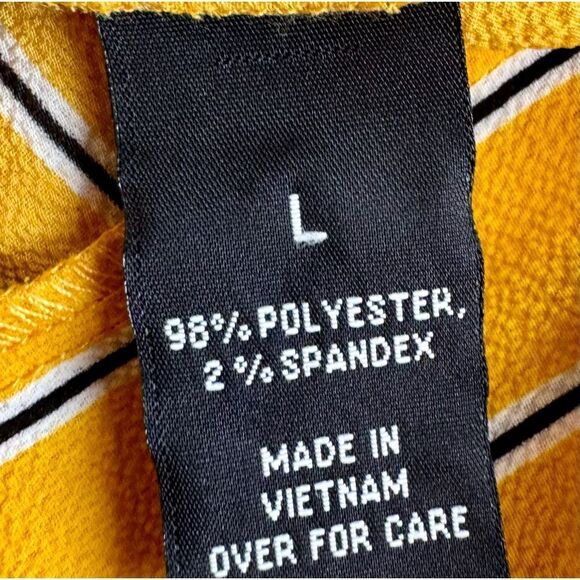 L
98% POLYESTER,
2% SPANDEX
MADE IN
VIETNAM
OVER FOR CARE